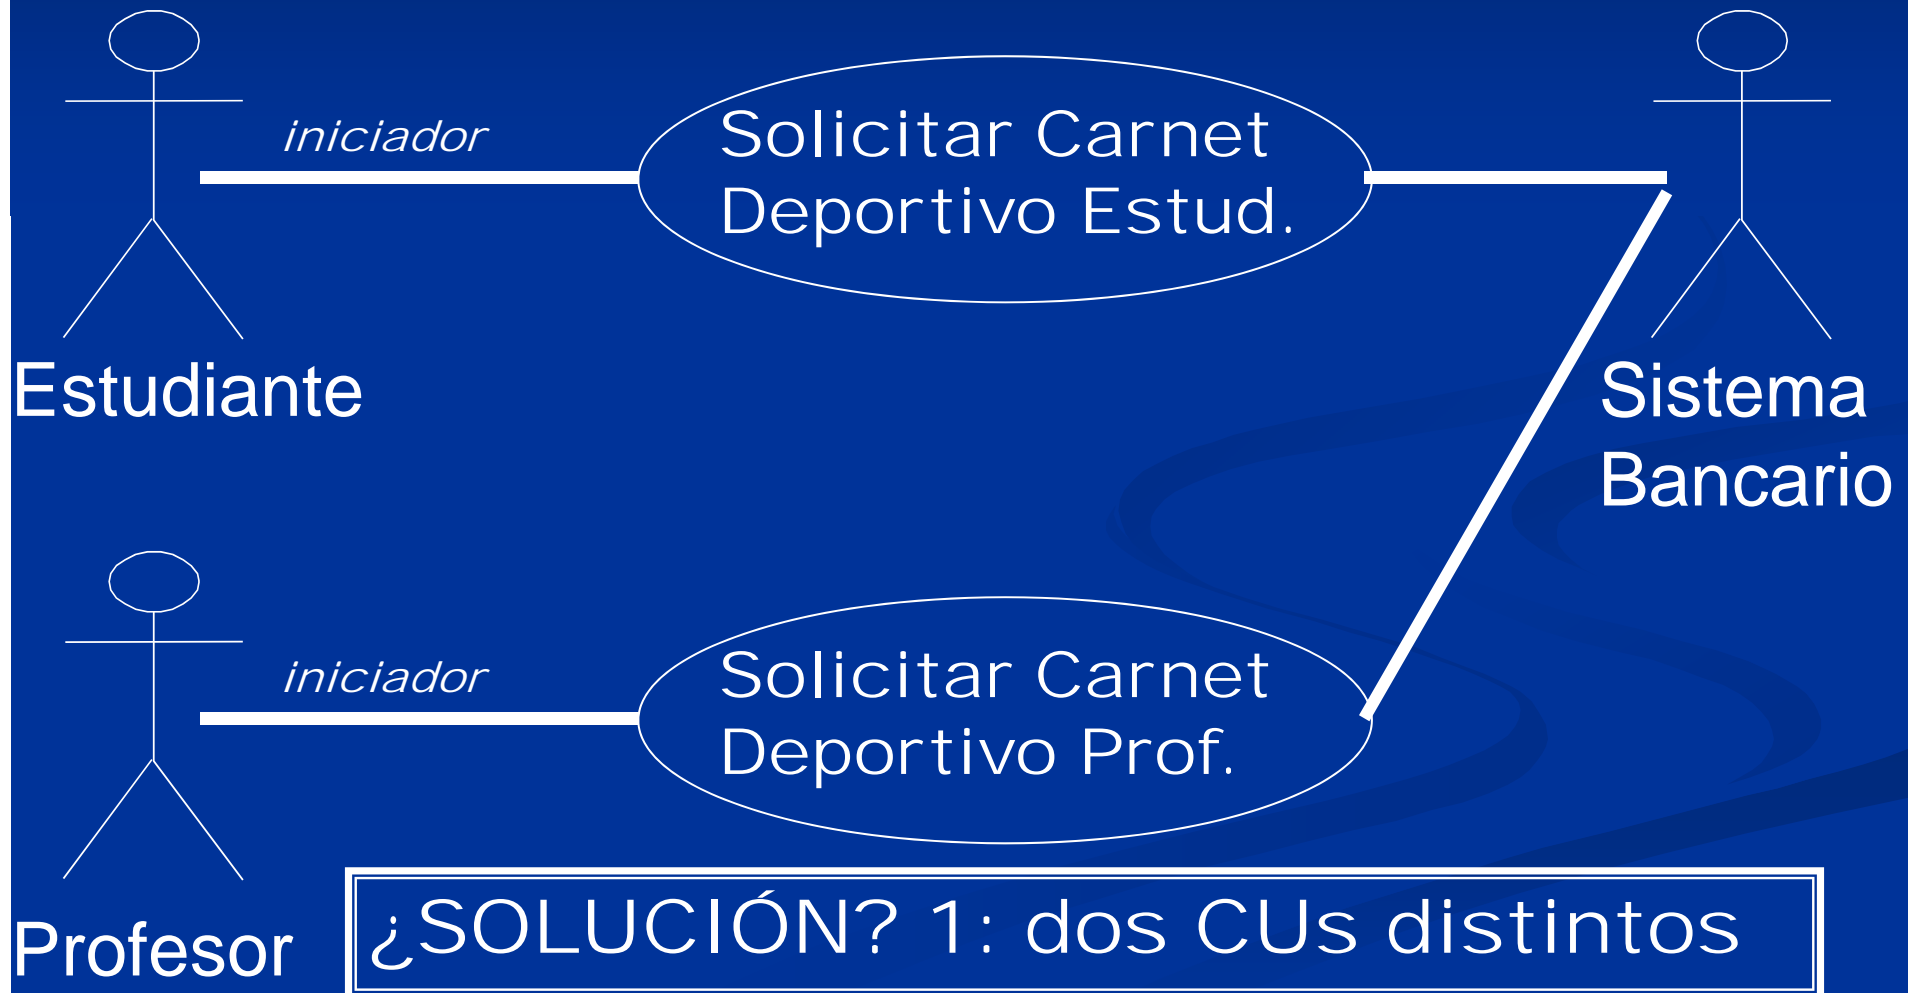 iniciador
Solicitar Carnet
Deportivo Estud.
Estudiante
Sistema
Bancario
iniciador
Solicitar Carnet
Deportivo Prof.
Profesor
¿SOLUCIÓN? 1: dos CUs distintos